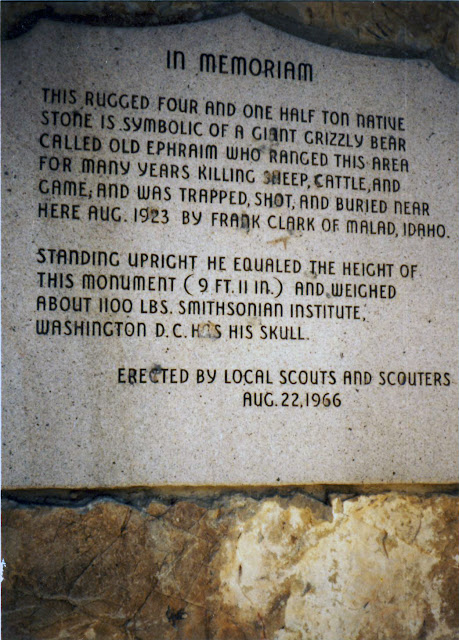 IN MEMORIAM
THIS RUGGED FOUR AND ONE HALF TON NATIVE
STONE IS SYMBOLIC OF A GIANT GRIZZLY BEAR
CALLED OLD EPHRAIM WHO RANGED THIS AREA
FOR MANY YEARS KILLING SHEEP, CATTLE, AND
GAME; AND WAS TRAPPED, SHOT, AND BURIED NEAR
HERE AUG. 1923 BY FRANK CLARK OF MALAD, IDAHO.
STANDING UPRIGHT HE EQUALED THE HEIGHT OF
THIS MONUMENT (9 FT. 11 IN.) AND WEIGHED
ABOUT 1100 LBS. SMITHSONIAN INSTITUTE,
WASHINGTON D.C. HAS HIS SKULL.
ERECTED BY LOCAL SCOUTS AND SCOUTERS
AUG. 22, 1966